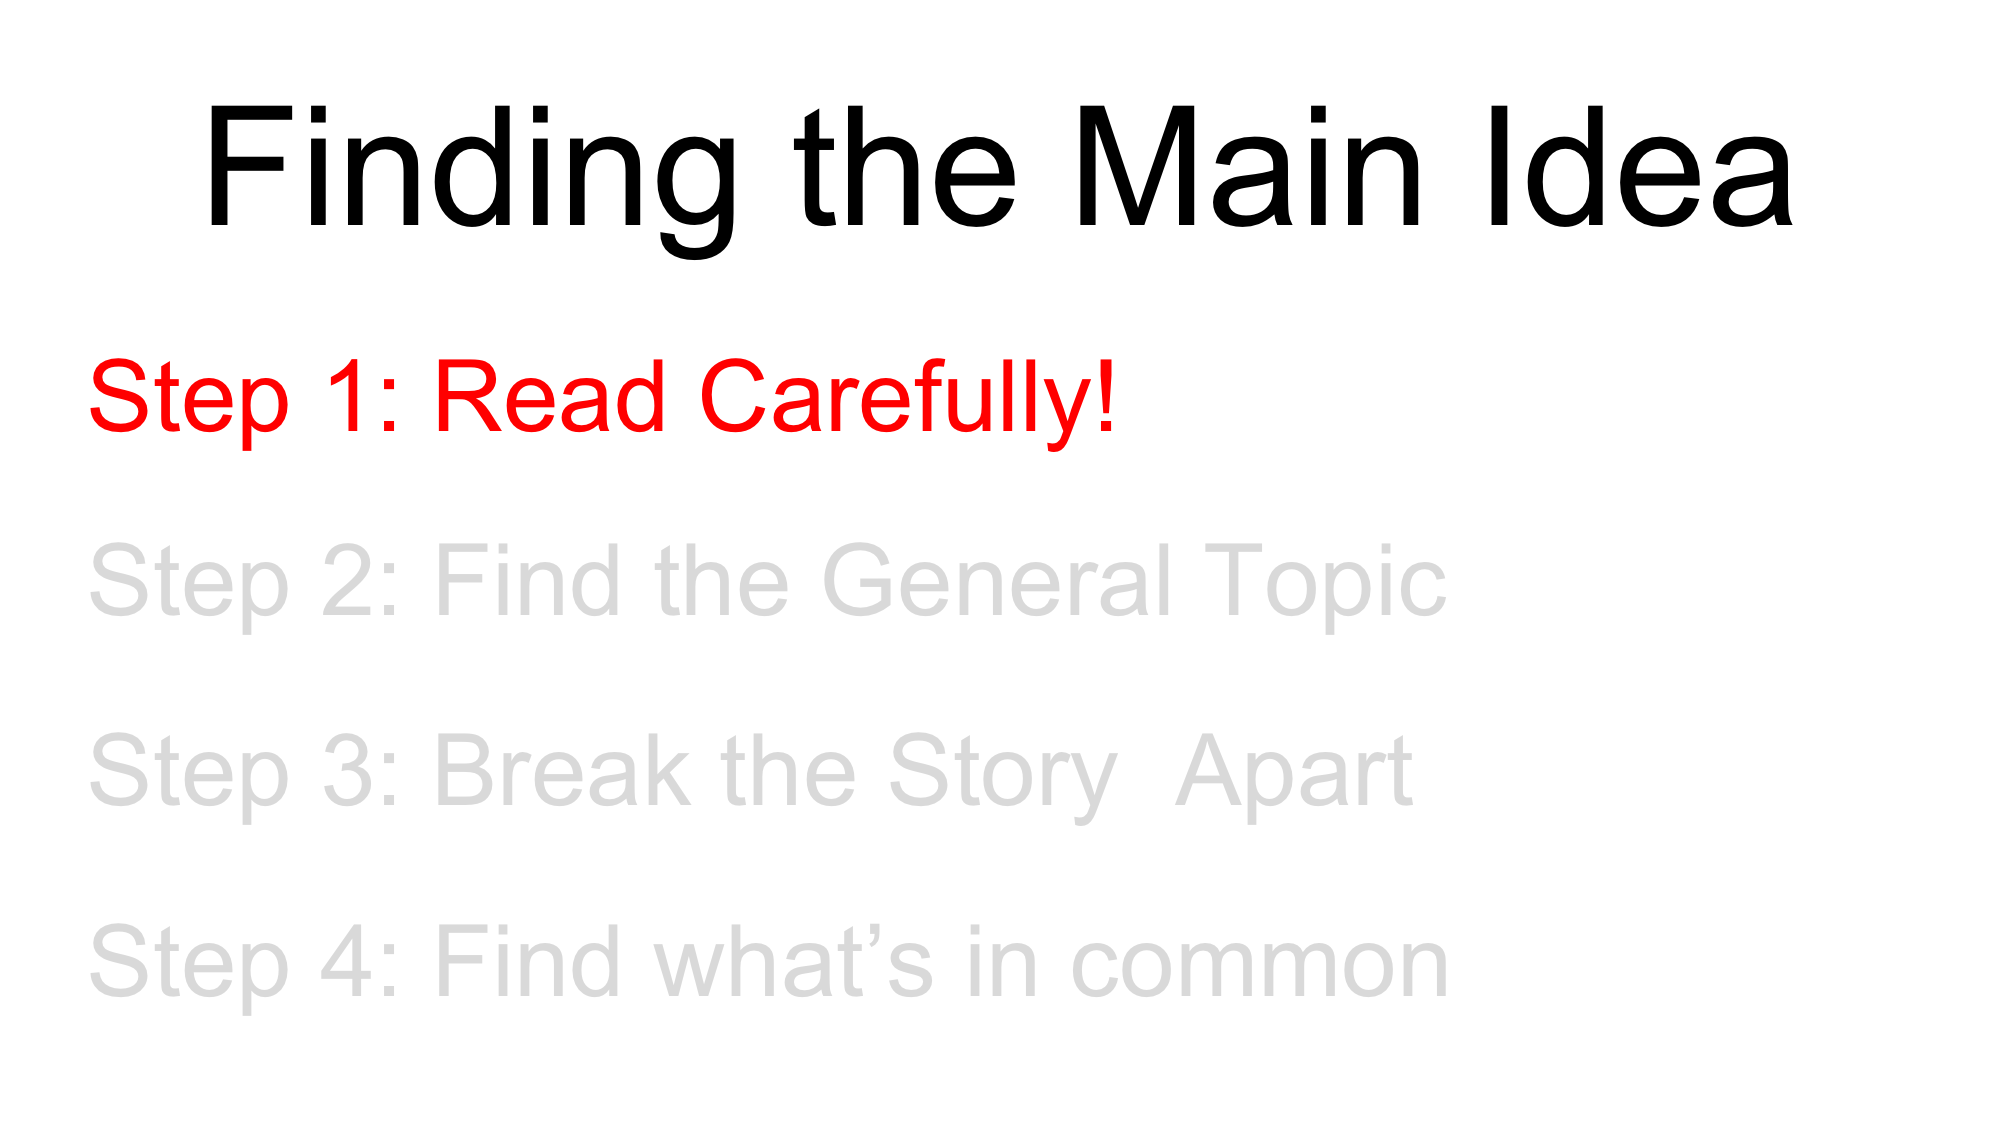 Finding the Main Idea
Step 1: Read Carefully!
Step 2: Find the General Topic
Step 3: Break the Story  Apart
Step 4: Find what’s in common